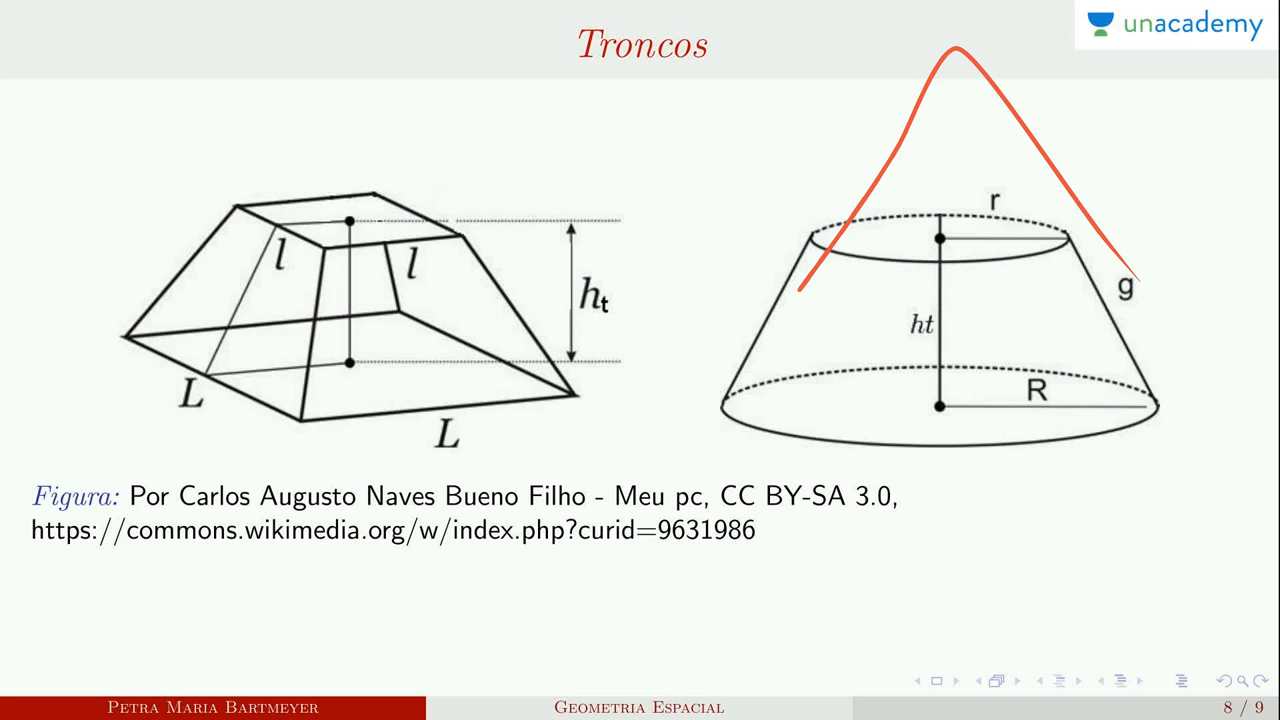 Troncos
unacademy
l
l
h_t
L
L
r
g
ht
R
Figura: Por Carlos Augusto Naves Bueno Filho - Meu pc, CC BY-SA 3.0,
https://commons.wikimedia.org/w/index.php?curid=9631986
Petra Maria Bartmeyer
Geometria Espacial
8 / 9